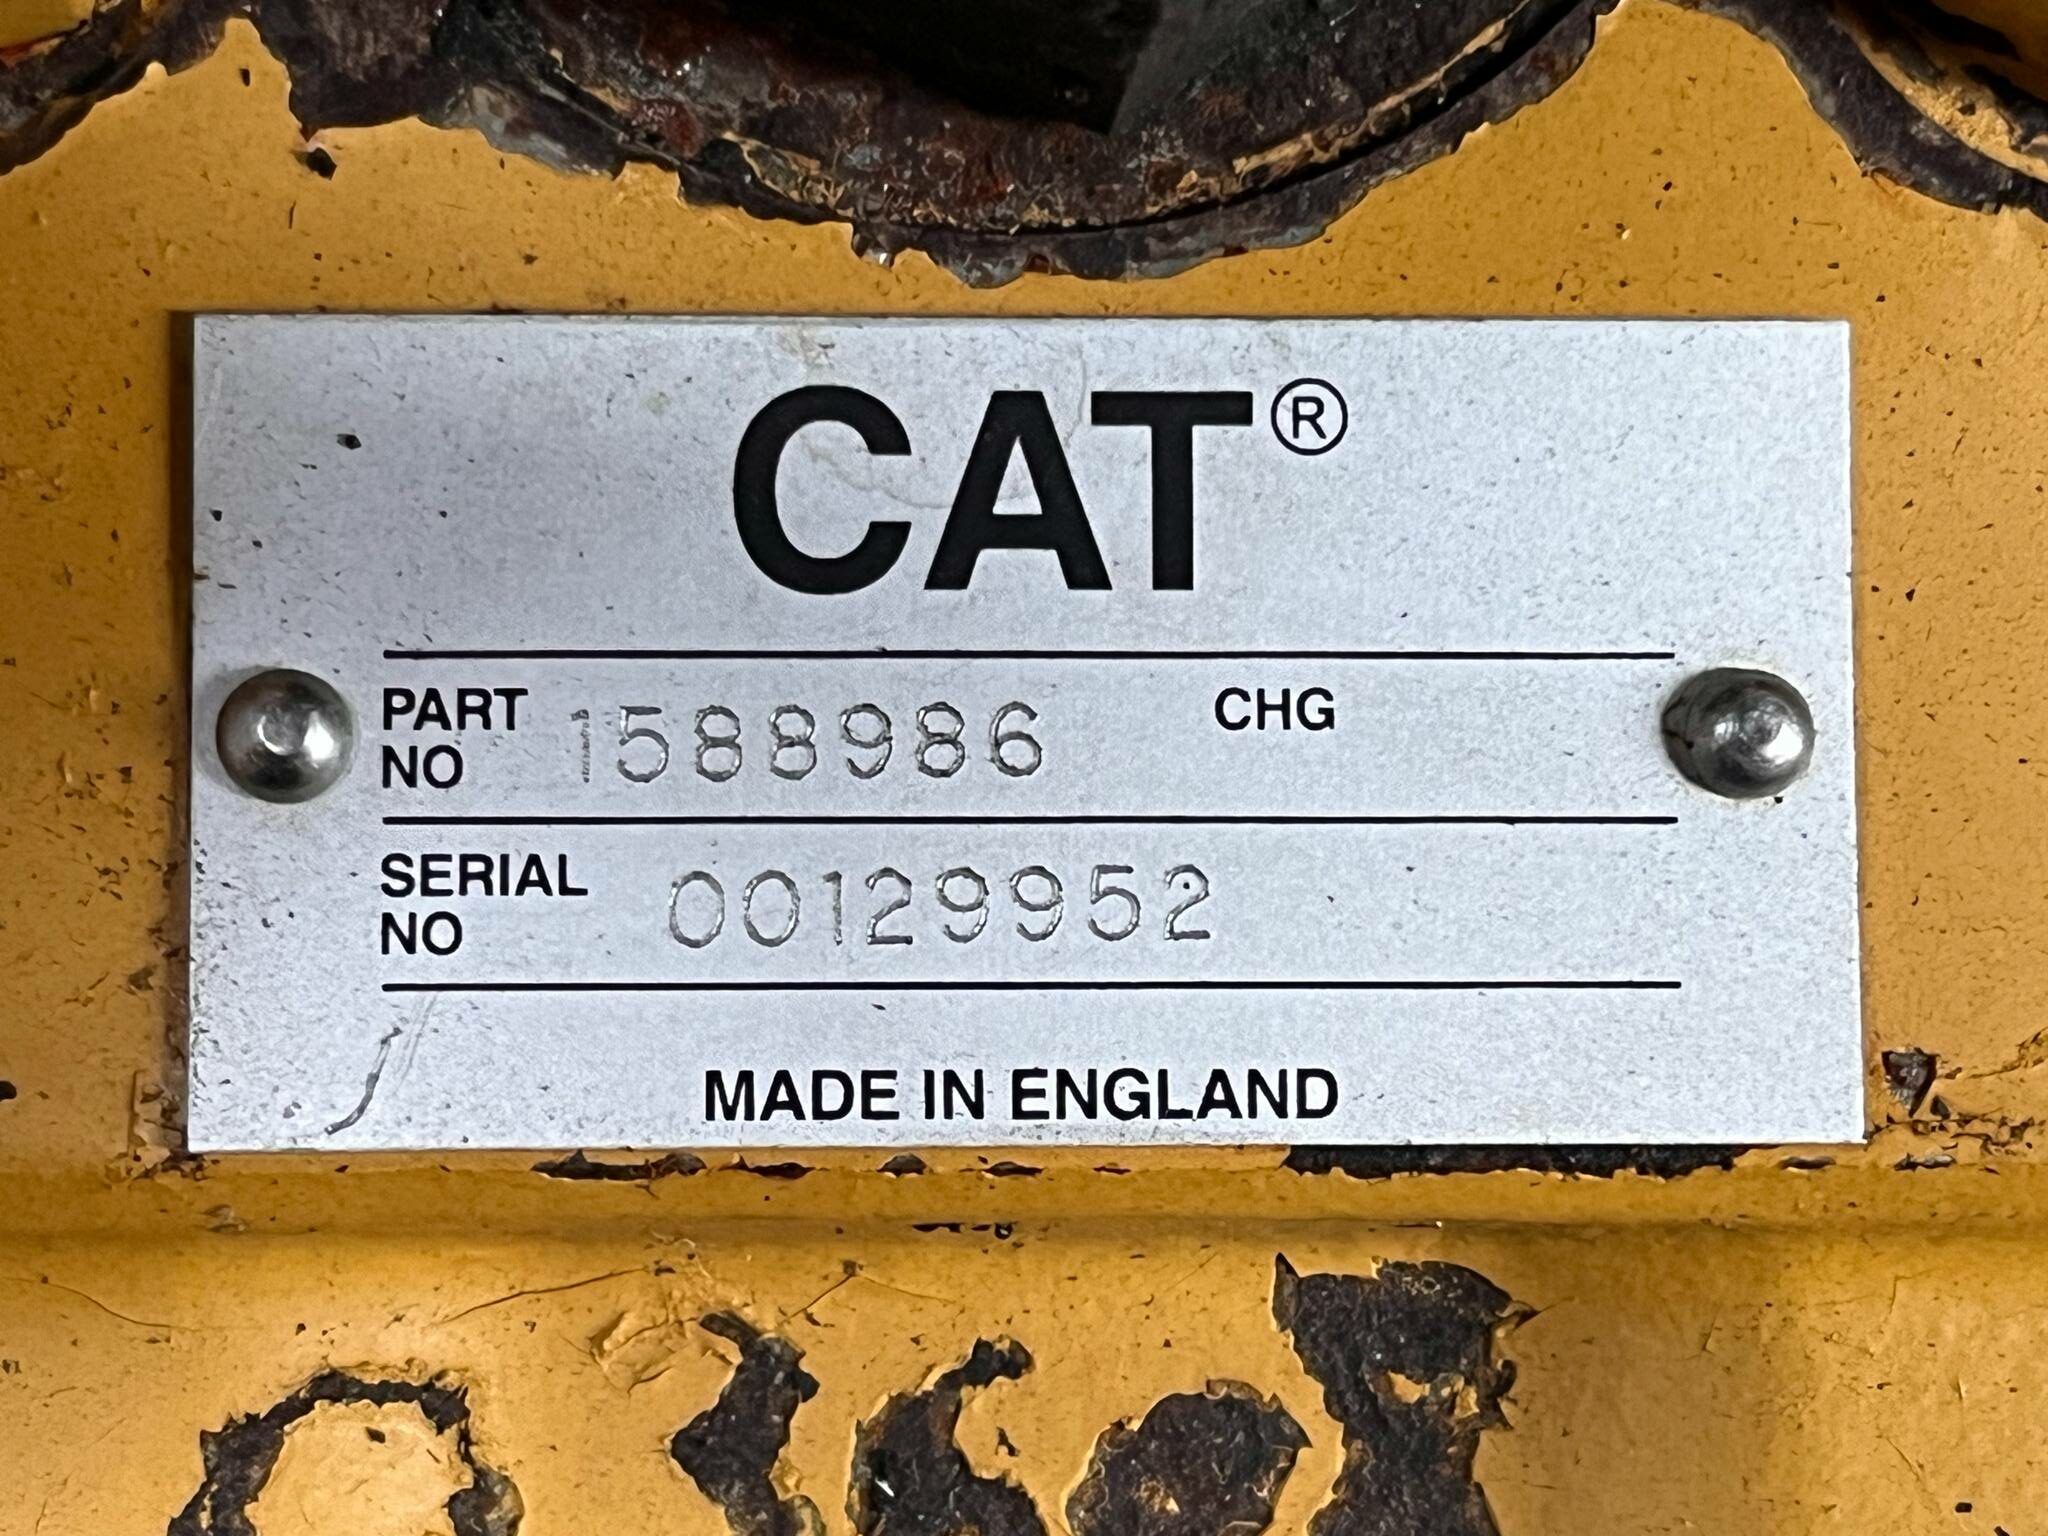 CAT®
PART NO 1588986 CHG
SERIAL NO 00129952
MADE IN ENGLAND